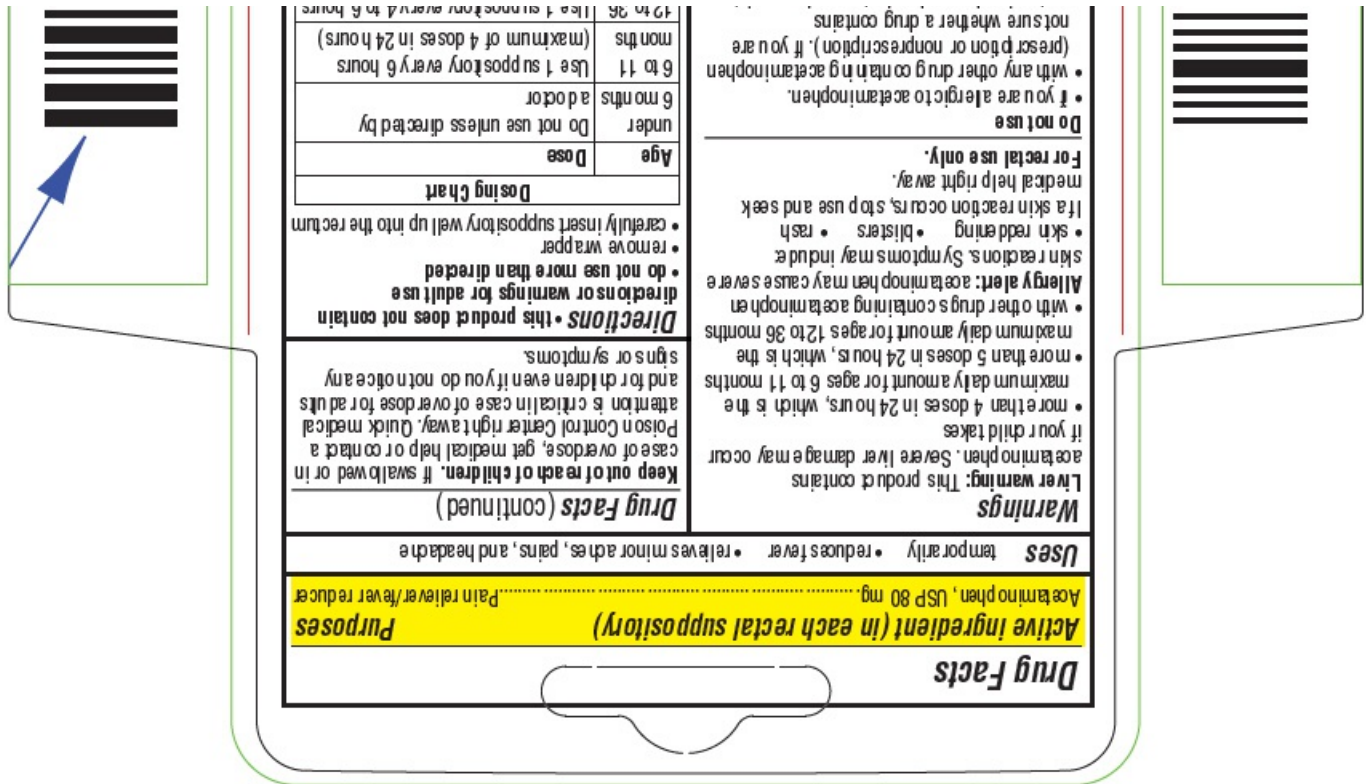 Drug Facts
Active ingredient (in each rectal suppository) Purposes
Acetaminophen, USP 80 mg..........................................................Pain reliever/fever reducer
Uses temporarily • reduces fever • relieves minor aches, pains, and headache
Warnings
Liver warning: This product contains
acetaminophen. Severe liver damage may occur
if your child takes
• more than 4 doses in 24 hours, which is the
maximum daily amount for ages 6 to 11 months
• more than 5 doses in 24 hours, which is the
maximum daily amount for ages 12 to 36 months
• with other drugs containing acetaminophen
Allergy alert: acetaminophen may cause severe
skin reactions. Symptoms may include:
• skin reddening • blisters • rash
If a skin reaction occurs, stop use and seek
medical help right away.
For rectal use only.
Do not use
• if you are allergic to acetaminophen.
• with any other drug containing acetaminophen
(prescription or nonprescription). If you are
not sure whether a drug contains
Drug Facts (continued)
Keep out of reach of children. If swallowed or in
case of overdose, get medical help or contact a
Poison Control Center right away. Quick medical
attention is critical in case of overdose for adults
and for children even if you do not notice any
signs or symptoms.
Directions • this product does not contain
directions or warnings for adult use
• do not use more than directed
• remove wrapper
• carefully insert suppository well up into the rectum
Dosing Chart
Age Dose
under Do not use unless directed by
6 months a doctor
6 to 11 Use 1 suppository every 6 hours
months (maximum of 4 doses in 24 hours)
12 to 36 Use 1 suppository every 4 to 6 hours